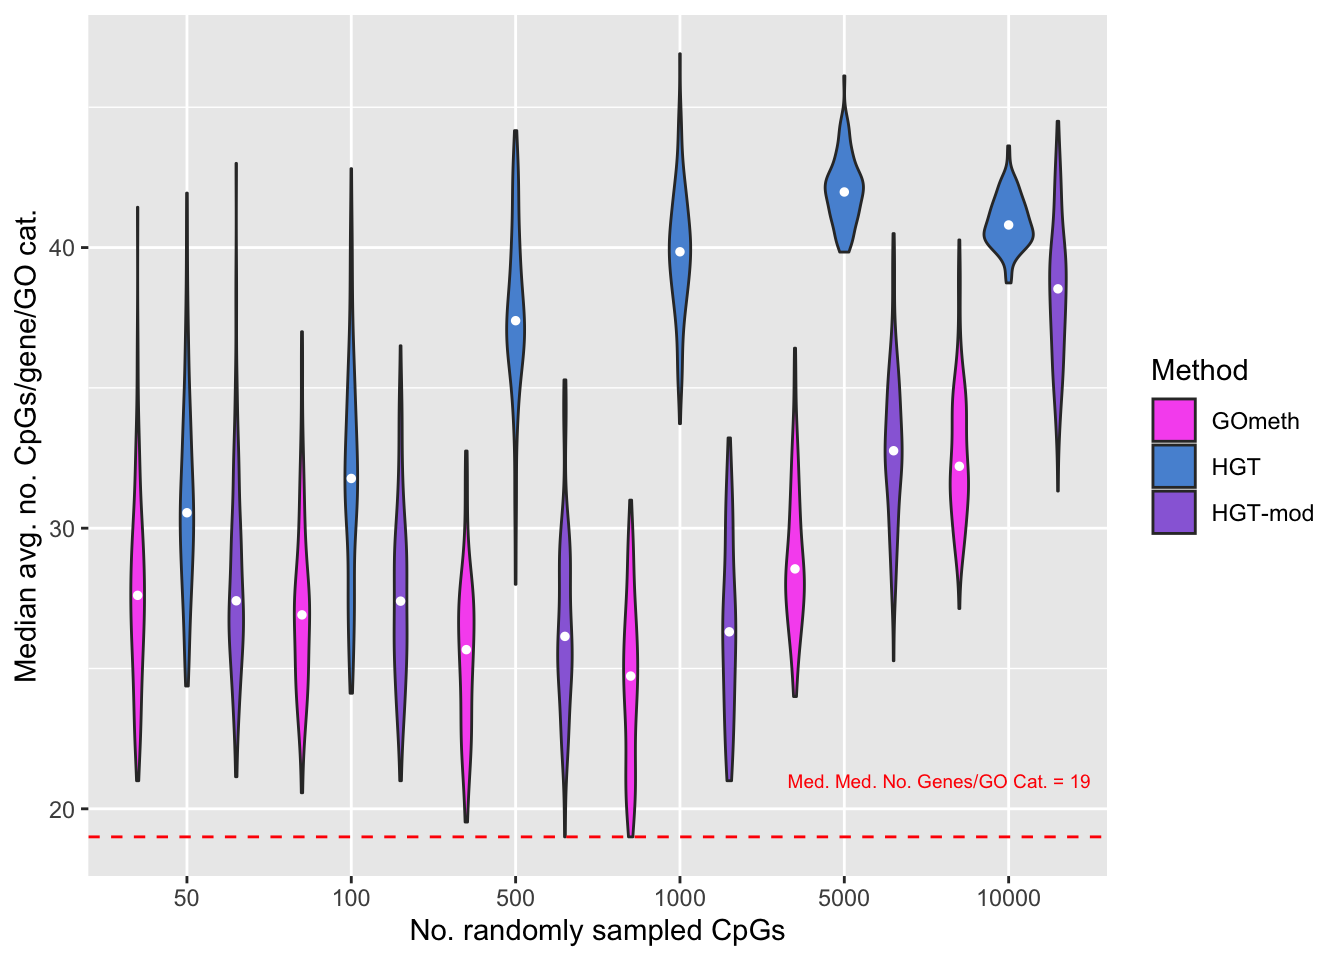 Median avg. no. CpGs/gene/GO cat.
40
30
20
Med. Med. No. Genes/GO Cat. = 19
50 100 500 1000 5000 10000
No. randomly sampled CpGs
Method
GOmeth
HGT
HGT-mod